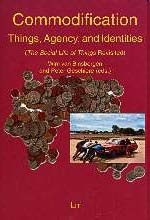 Commodification
Things, Agency, and Identities
(The Social Life of Things Revisited)
Wim van Binsbergen
and Peter Geschiere (eds.)
LIT